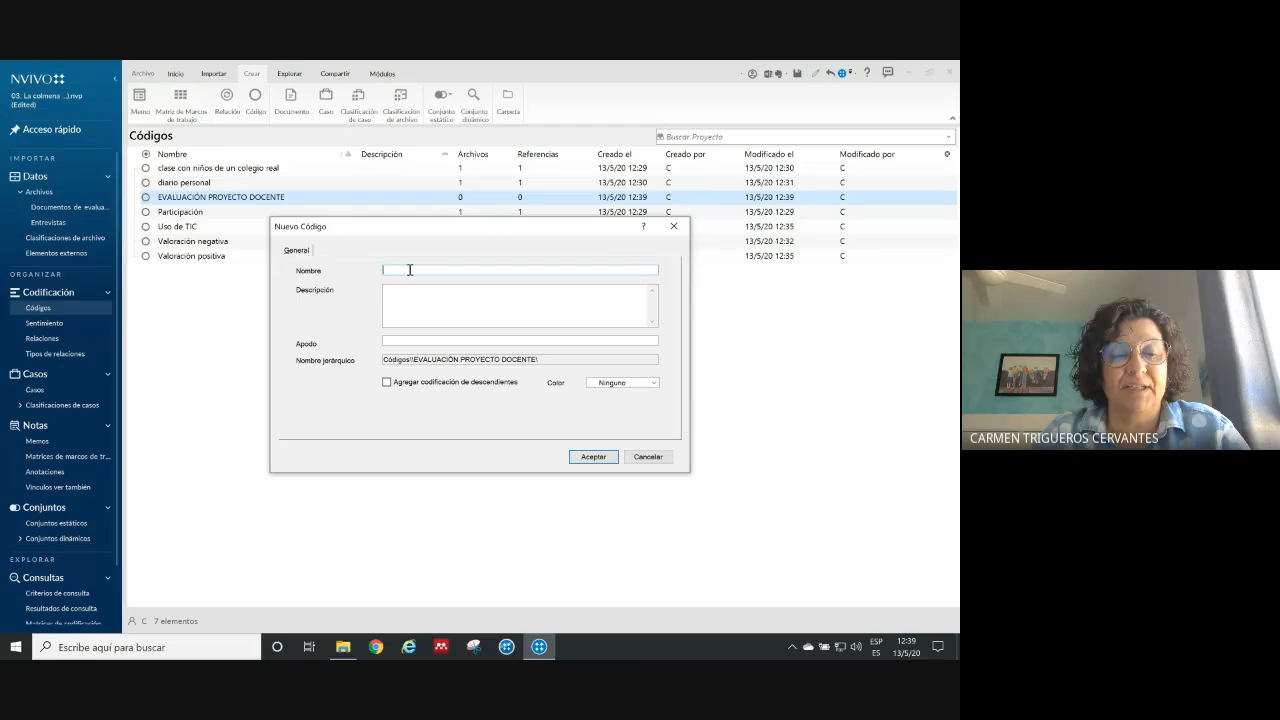 NVIVO
03. La colmena ...).nvp
(Edited)
Acceso rápido
IMPORTAR
Datos
Archivos
Documentos de evalua...
Entrevistas
Clasificaciones de archivo
Elementos externos
ORGANIZAR
Codificación
Códigos
Sentimiento
Relaciones
Tipos de relaciones
Casos
Casos
Clasificaciones de casos
Notas
Memos
Matrices de marcos de tr...
Anotaciones
Vínculos ver también
Conjuntos
Conjuntos estáticos
Conjuntos dinámicos
EXPLORAR
Consultas
Criterios de consulta
Resultados de consulta
Matrices de codificación
Archivo Inicio Importar Crear Explorar Compartir Módulos
Memo Matriz de Marcos de trabajo Relación Código Documento Caso Clasificación de caso Clasificación de archivo Conjunto estático Conjunto dinámico Carpeta
Códigos
Buscar Proyecto
Nombre Descripción Archivos Referencias Creado el Creado por Modificado el Modificado por
clase con niños de un colegio real 1 1 13/5/20 12:29 C 13/5/20 12:30 C
diario personal 1 1 13/5/20 12:30 C 13/5/20 12:31 C
EVALUACIÓN PROYECTO DOCENTE 0 0 13/5/20 12:39 C 13/5/20 12:39 C
Participación 1 1 13/5/20 12:29 C 13/5/20 12:29 C
Uso de TIC 13/5/20 12:35 C
Valoración negativa 13/5/20 12:32 C
Valoración positiva 13/5/20 12:35 C
Nuevo Código ?
General
Nombre
Descripción
Apodo
Nombre jerárquico Códigos\\EVALUACIÓN PROYECTO DOCENTE\
Agregar codificación de descendientes Color Ninguno
Aceptar Cancelar
C 7 elementos
Escribe aquí para buscar
ESP
ES
12:39
13/5/20
CARMEN TRIGUEROS CERVANTES